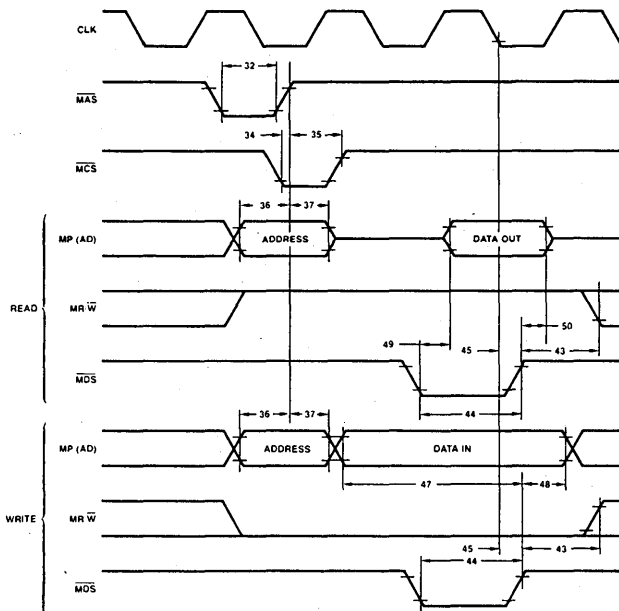 CLK
32
MAS
34
35
MCS
36
37
MP (AD)
ADDRESS
DATA OUT
READ
MR W
50
49
45
43
MDS
44
36
37
MP (AD)
ADDRESS
DATA IN
47
48
WRITE
MR W
45
43
44
MDS